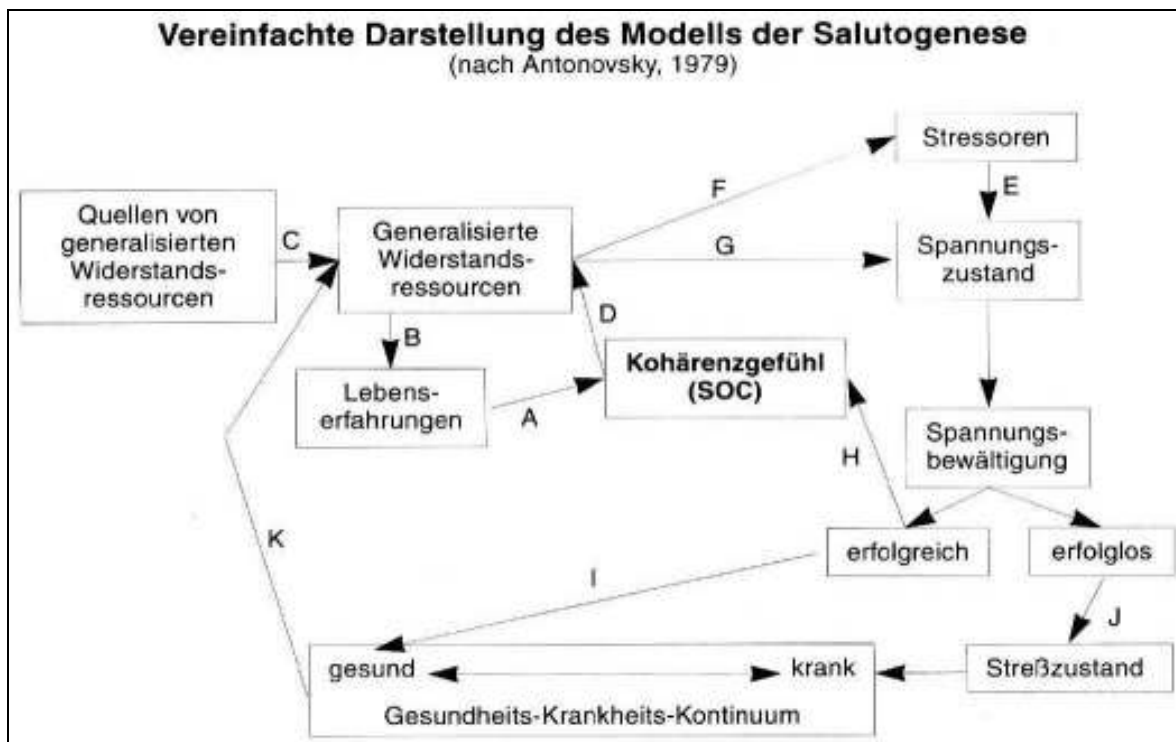 Vereinfachte Darstellung des Modells der Salutogenese
(nach Antonovsky, 1979)
Stressoren
F
E
Quellen von
generalisierten
Widerstands-
ressourcen
C
Generalisierte
Widerstands-
ressourcen
G
Spannungs-
zustand
D
B
Kohärenzgefühl
(SOC)
Lebens-
erfahrungen
A
Spannungs-
bewältigung
H
K
erfolgreich
erfolglos
I
J
gesund
krank
Streßzustand
Gesundheits-Krankheits-Kontinuum